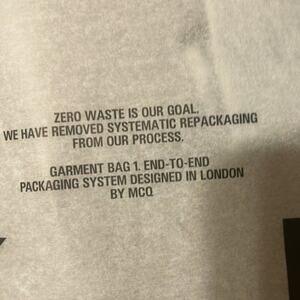 ZERO WASTE IS OUR GOAL.
WE HAVE REMOVED SYSTEMATIC REPACKAGING
FROM OUR PROCESS.
GARMENT BAG 1. END-TO-END
PACKAGING SYSTEM DESIGNED IN LONDON
BY MCQ